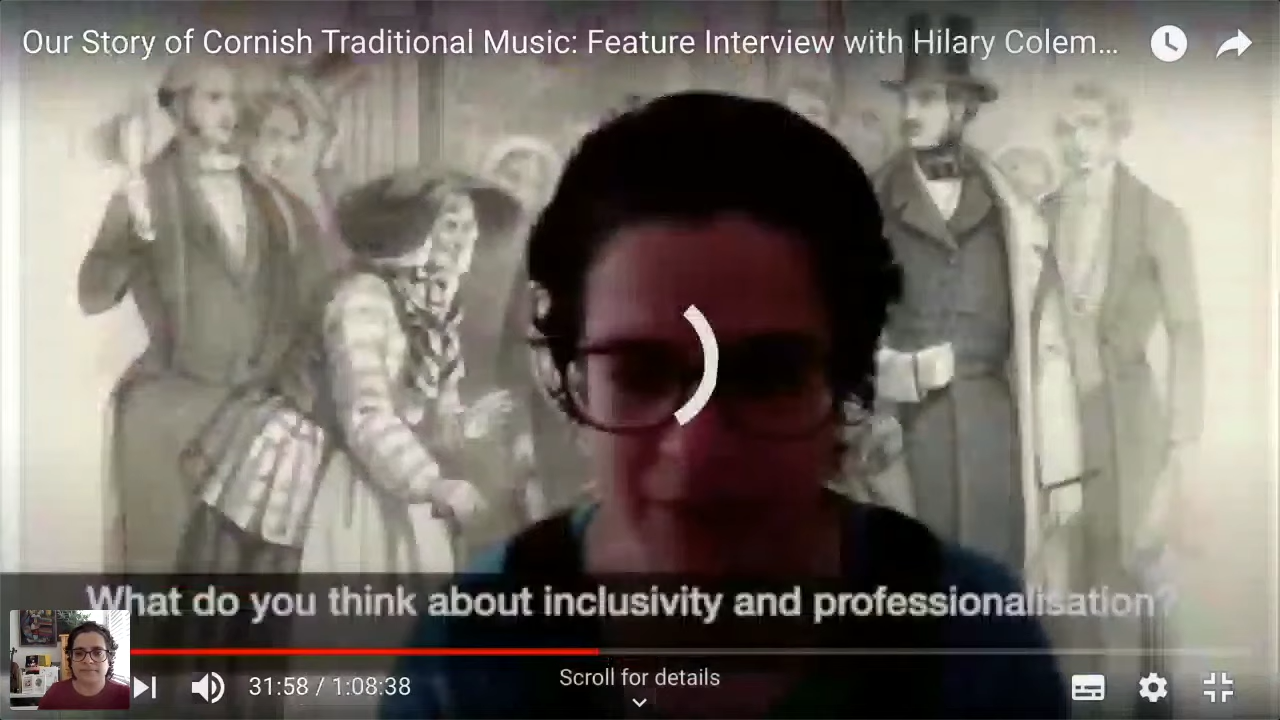 Our Story of Cornish Traditional Music: Feature Interview with Hilary Colem...
What do you think about inclusivity and professionalisation?
31:58 / 1:08:38
Scroll for details